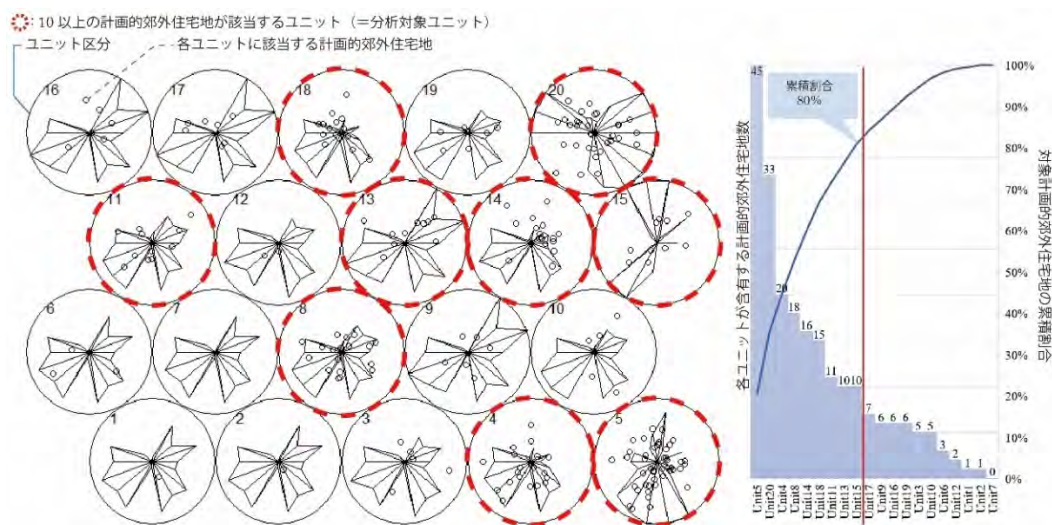 : 10 以上の計画的郊外住宅地が該当するユニット（＝分析対象ユニット）
ユニット区分
各ユニットに該当する計画的郊外住宅地
16
17
18
19
20
11
12
13
14
15
6
7
8
9
10
1
2
3
4
5
各ユニットが含有する計画的郊外住宅地数
累積割合
80%
45
33
20
18
16
15
11
10
10
7
6
6
6
5
5
3
2
1
1
0
100%
90%
80%
70%
60%
50%
40%
30%
20%
10%
0%
対象計画的郊外住宅地の累積割合
Unit5
Unit20
Unit4
Unit8
Unit14
Unit18
Unit11
Unit13
Unit15
Unit17
Unit9
Unit16
Unit19
Unit3
Unit10
Unit6
Unit12
Unit1
Unit2
Unit7